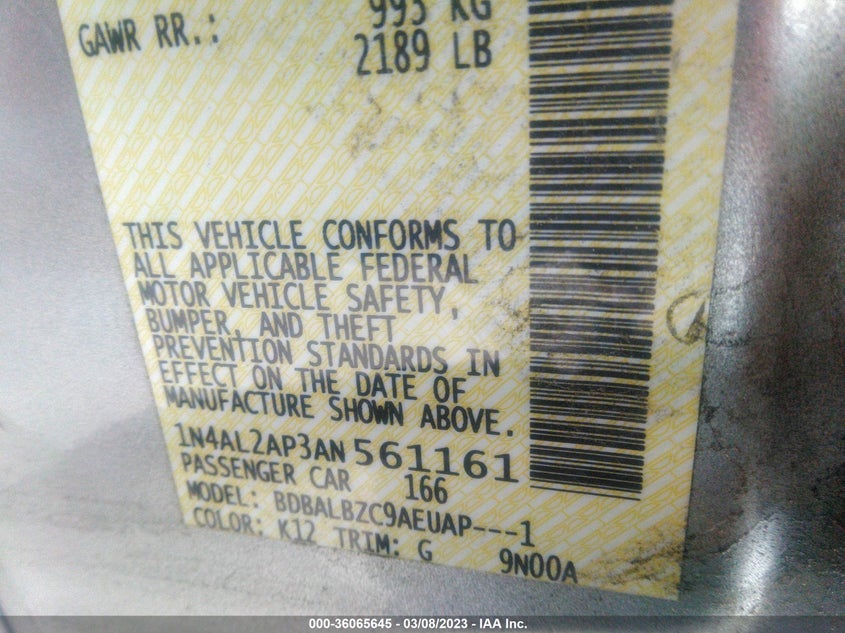 GAWR RR.: 993 KG
2189 LB
THIS VEHICLE CONFORMS TO
ALL APPLICABLE FEDERAL
MOTOR VEHICLE SAFETY,
BUMPER, AND THEFT
PREVENTION STANDARDS IN
EFFECT ON THE DATE OF
MANUFACTURE SHOWN ABOVE.
1N4AL2AP3AN561161
PASSENGER CAR 166
MODEL: BDBALBZC9AEUAP---1
COLOR: K12 TRIM: G 9N00A
000-36065645 - 03/08/2023 - IAA Inc.